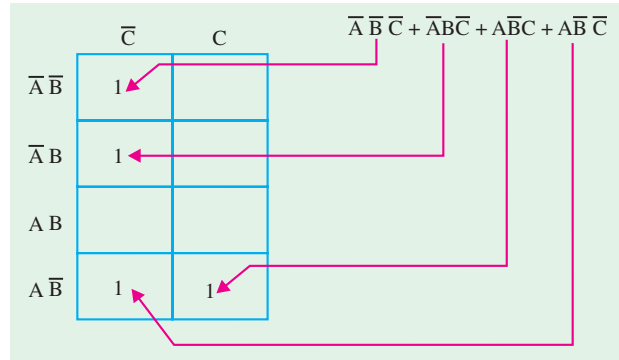 A̅ B̅ C̅ + A̅BC̅ + AB̅C + AB̅ C̅
C̅ C
A̅ B̅ 1
A̅ B 1
A B
A B̅ 1 1